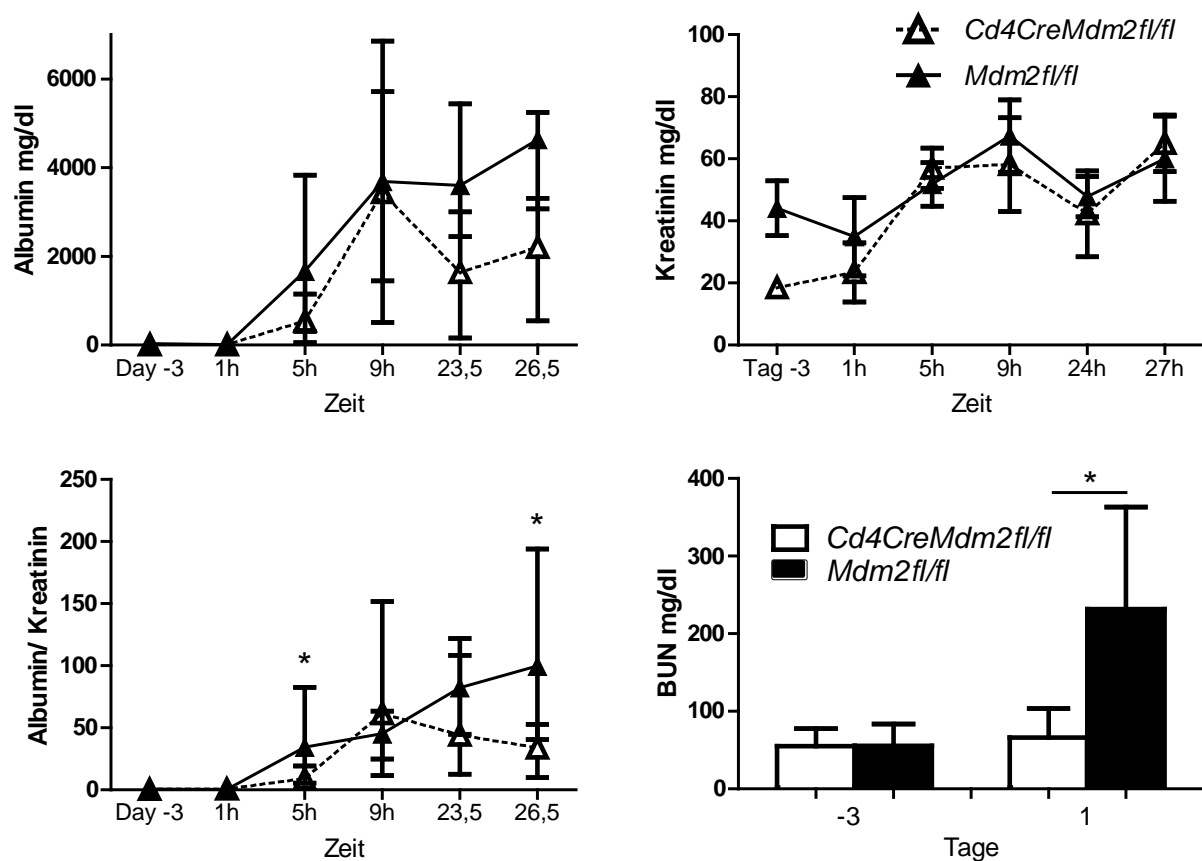 Albumin mg/dl
6000
4000
2000
0
Day -3 1h 5h 9h 23,5 26,5
Zeit
Kreatinin mg/dl
100
80
60
40
20
0
Cd4CreMdm2fl/fl
Mdm2fl/fl
Tag -3 1h 5h 9h 24h 27h
Zeit
Albumin/ Kreatinin
250
200
150
100
50
0
*
*
Day -3 1h 5h 9h 23,5 26,5
Zeit
BUN mg/dl
400
300
200
100
0
*
Cd4CreMdm2fl/fl
Mdm2fl/fl
-3 1
Tage